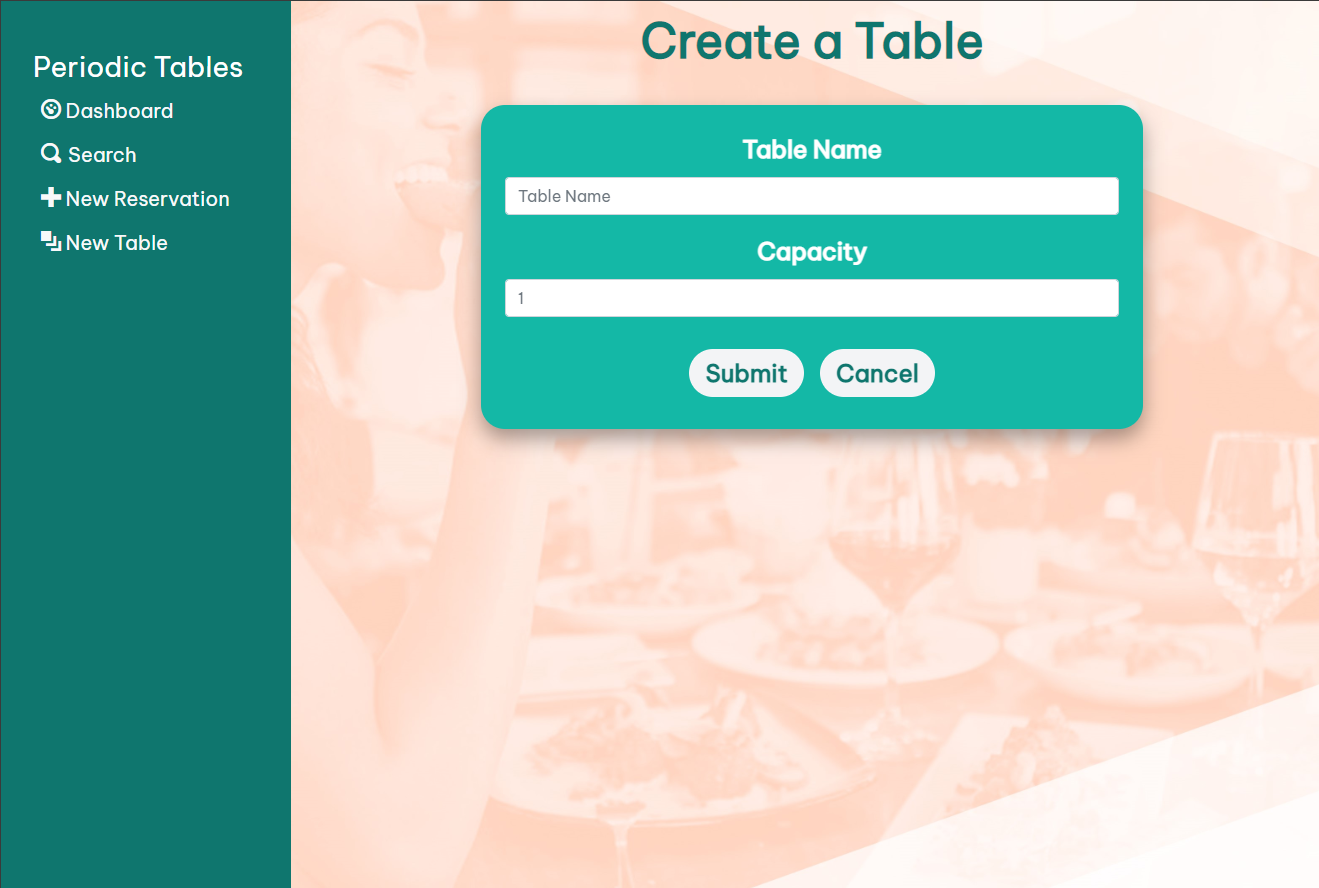 Periodic Tables
Dashboard
Search
New Reservation
New Table
Create a Table
Table Name
Table Name
Capacity
1
Submit Cancel